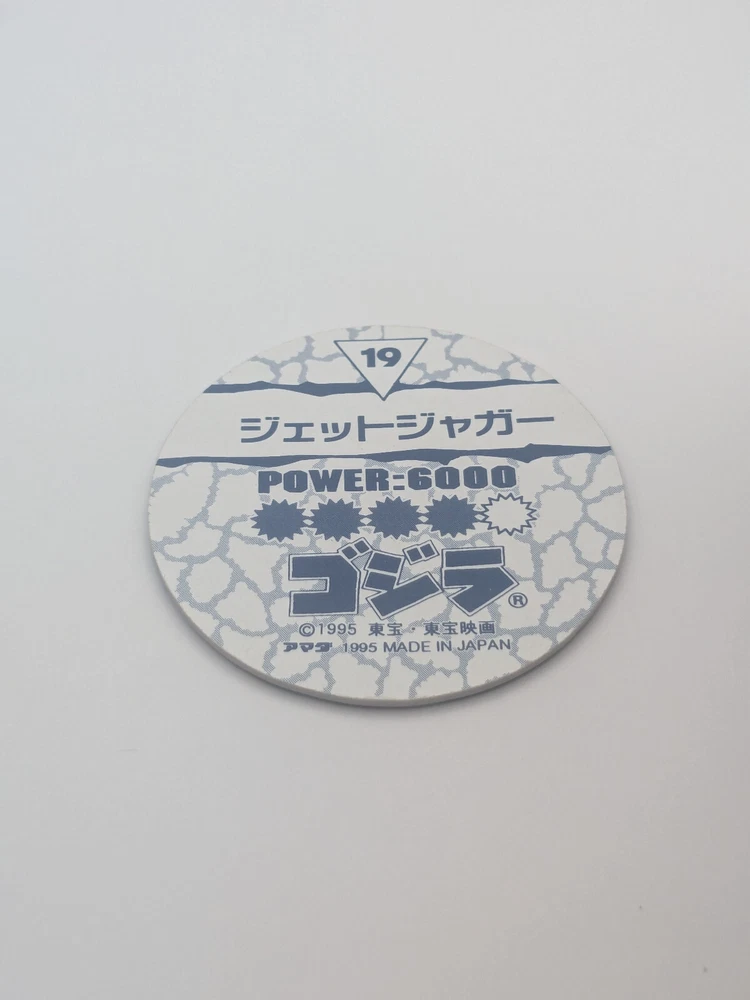 19
ジェットジャガー
POWER:6000
ゴジラ®
©1995 東宝・東宝映画
アマダ 1995 MADE IN JAPAN